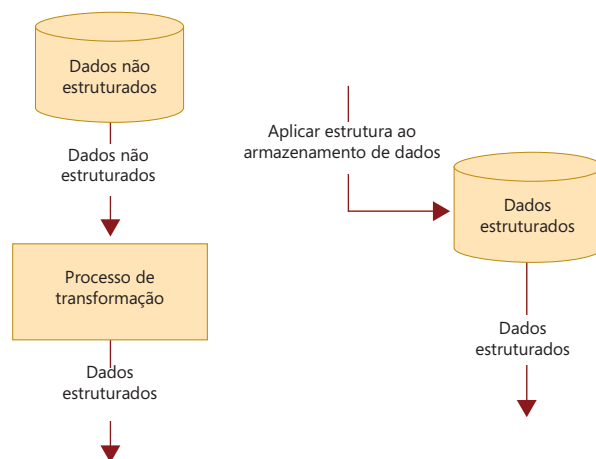 Dados não
estruturados
Dados não
estruturados
Processo de
transformação
Dados
estruturados
Aplicar estrutura ao
armazenamento de dados
Dados
estruturados
Dados
estruturados